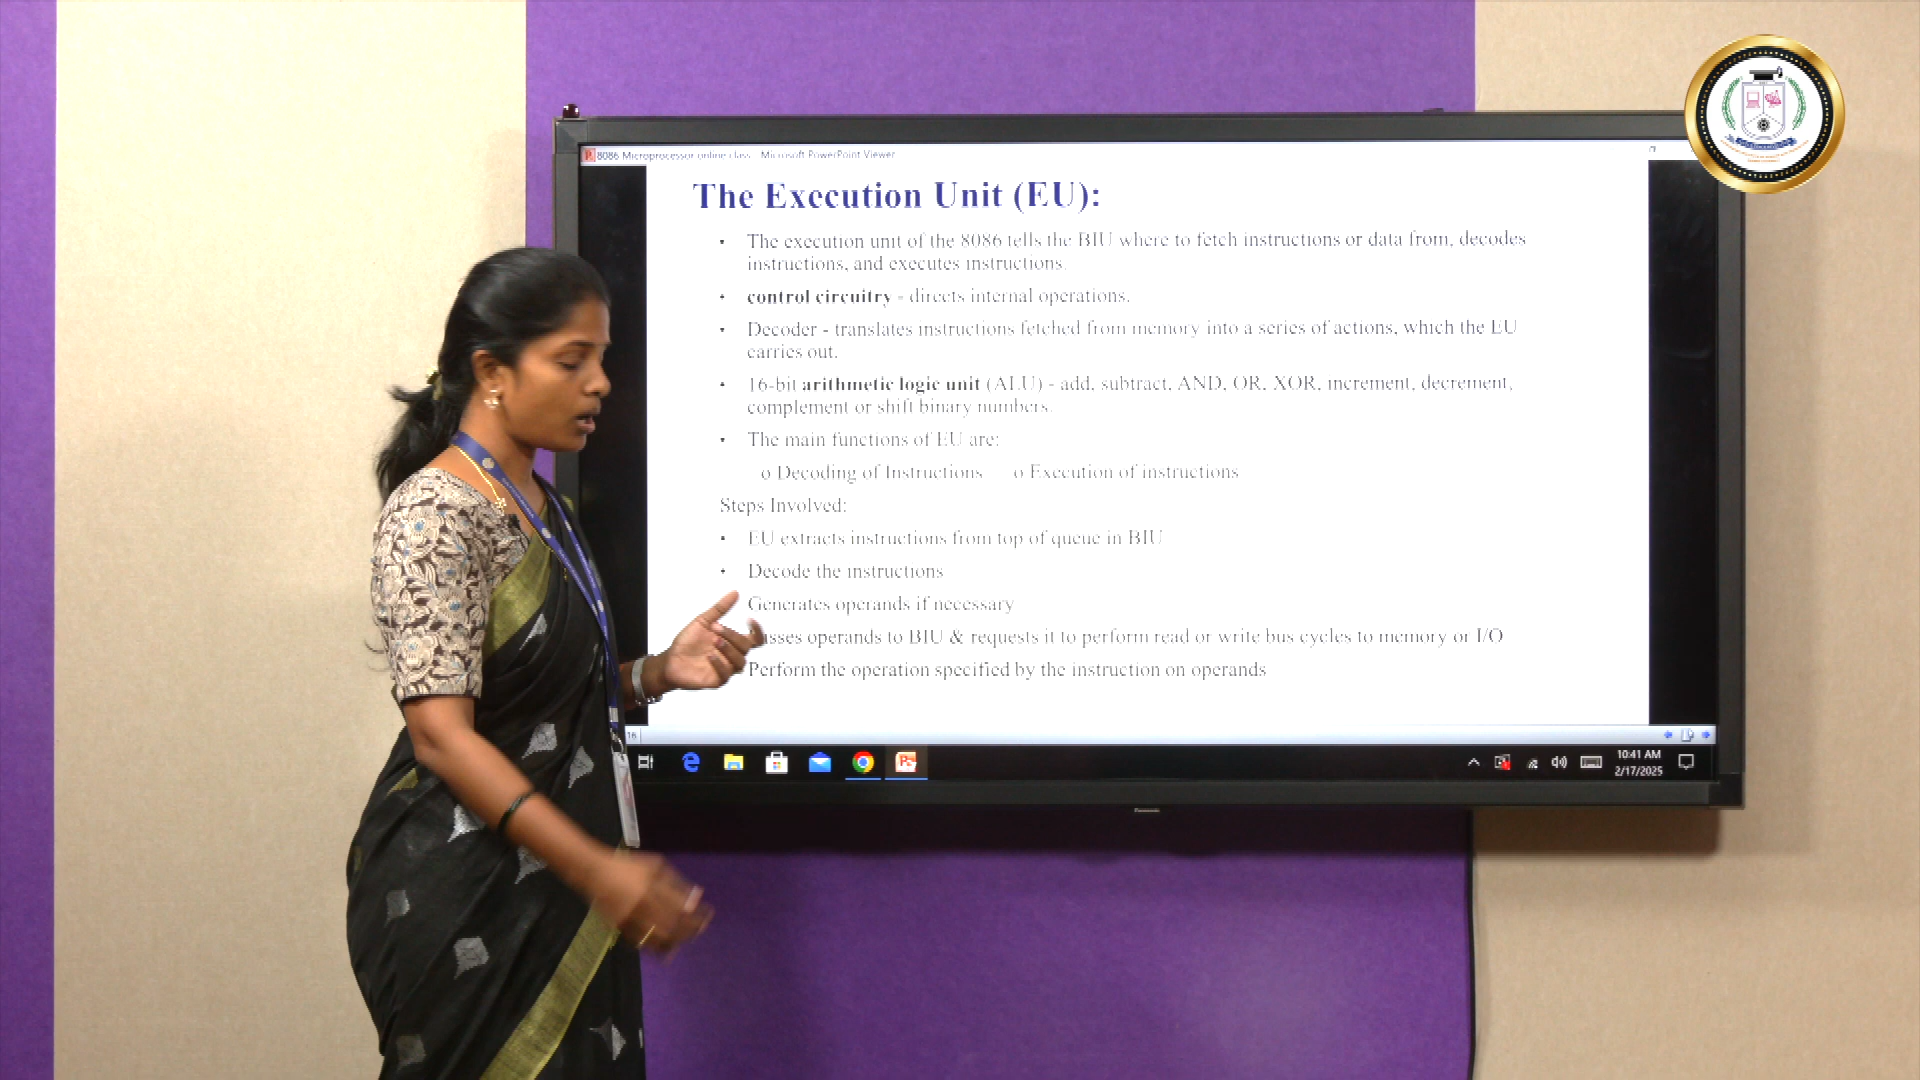 8086 Microprocessor online class - Microsoft PowerPoint Viewer
The Execution Unit (EU):
• The execution unit of the 8086 tells the BIU where to fetch instructions or data from, decodes
instructions, and executes instructions.
• control circuitry - directs internal operations.
• Decoder - translates instructions fetched from memory into a series of actions, which the EU
carries out.
• 16-bit arithmetic logic unit (ALU) - add, subtract, AND, OR, XOR, increment, decrement,
complement or shift binary numbers.
• The main functions of EU are:
o Decoding of Instructions o Execution of instructions
Steps Involved:
• EU extracts instructions from top of queue in BIU
• Decode the instructions
Generates operands if necessary
asses operands to BIU & requests it to perform read or write bus cycles to memory or I/O
Perform the operation specified by the instruction on operands
16
10:41 AM
2/17/2025